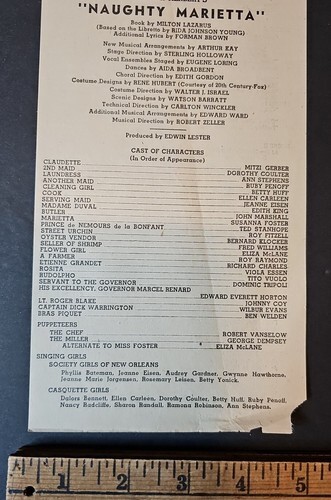 "NAUGHTY MARIETTA"
Book by MILTON LAZARUS
(Based on the Libretto by RIDA JOHNSON YOUNG)
Additional Lyrics by FORMAN BROWN
New Musical Arrangements by ARTHUR KAY
Stage Direction by STERLING HOLLOWAY
Vocal Ensembles Staged by EUGENE LORING
Dances by AIDA BROADBENT
Choral Direction by EDITH GORDON
Costume Designs by RENE HUBERT (Courtesy of 20th Century-Fox)
Costume Direction by WALTER J. ISRAEL
Scenic Designs by WATSON BARRATT
Technical Direction by CARLTON WINCKLER
Additional Musical Arrangements by EDWARD WARD
Musical Direction by ROBERT ZELLER
Produced by EDWIN LESTER
CAST OF CHARACTERS
(In Order of Appearance)
CLAUDETTE MITZI GERBER
2ND MAID DOROTHY COULTER
LAUNDRESS ANN STEPHENS
ANOTHER MAID RUBY PENOFF
CLEANING GIRL BETTY HUFF
COOK ELLEN CARLEEN
SERVING MAID JEANNE EISEN
MADAME DUVAL EDITH KING
BUTLER JOHN MARSHALL
MARIETTA SUSANNA FOSTER
PRINCE de NEMOURS de la BONFANT TED STANHOPE
STREET URCHIN ROY FITZELL
OYSTER VENDOR BERNARD KLOCKER
SELLER OF SHRIMP FRED WILLIAMS
FLOWER GIRL ELIZA McLANE
A FARMER ROY RAYMOND
ETIENNE GRANDET RICHARD CHARLES
ROSITA VIOLA ESSEN
RUDOLPHO TITO VUOLO
SERVANT TO THE GOVERNOR DOMINIC TRIPOLI
HIS EXCELLENCY, GOVERNOR MARCEL RENARD
EDWARD EVERETT HORTON
LT. ROGER BLAKE JOHNNY COY
CAPTAIN DICK WARRINGTON WILBUR EVANS
BRAS PIQUET BEN WELDEN
PUPPETEERS
THE CHEF ROBERT VANSELOW
THE MILLER GEORGE DEMPSEY
ALTERNATE TO MISS FOSTER ELIZA McLANE
SINGING GIRLS
SOCIETY GIRLS OF NEW ORLEANS
Phyllis Bateman, Jeanne Eisen, Audrey Gardner, Gwynne Hawthorne,
Jeanne Marie Jorgensen, Rosemary Leisen, Betty Yonick.
CASQUETTE GIRLS
Dolores Bennett, Ellen Carleen, Dorothy Coulter, Betty Huff, Ruby Penoff,
Nancy Radcliffe, Sharon Randall, Ramona Robinson, Ann Stephens.
1 2 3 4 5